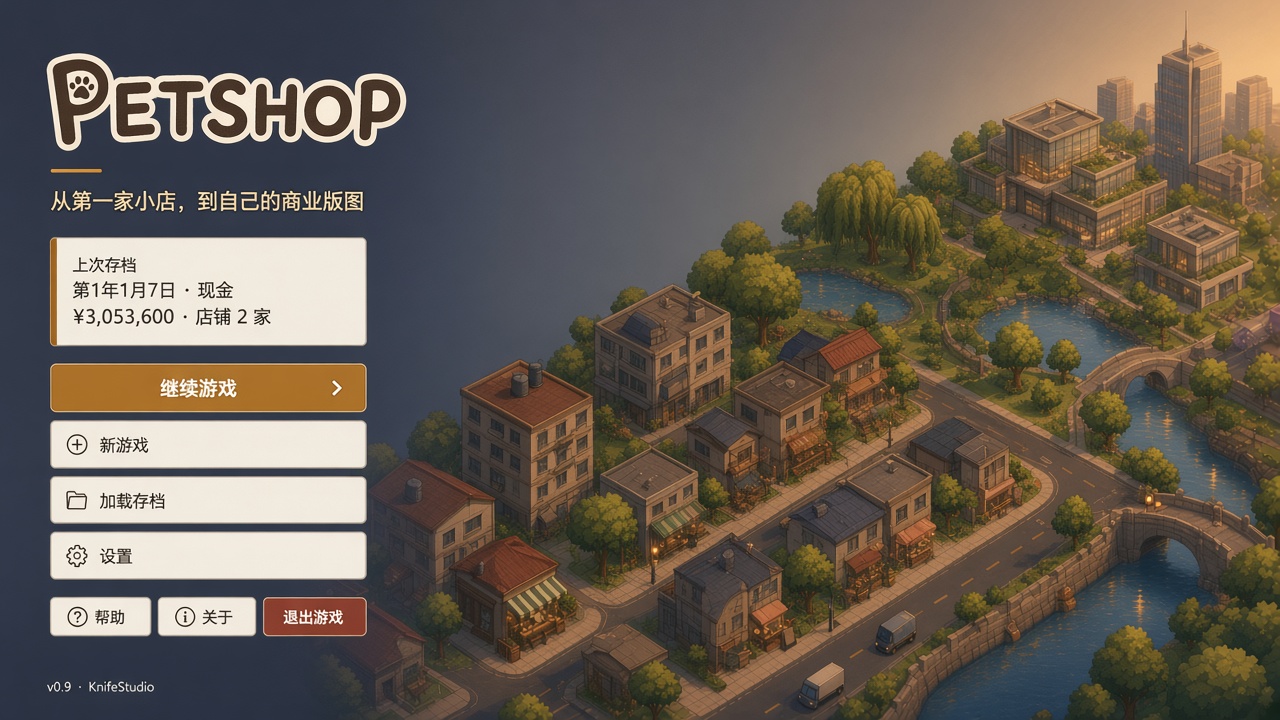 PETSHOP
从第一家小店，到自己的商业版图
上次存档
第1年1月7日 · 现金
¥3,053,600 · 店铺 2 家
继续游戏
新游戏
加载存档
设置
帮助
关于
退出游戏
v0.9 · KnifeStudio